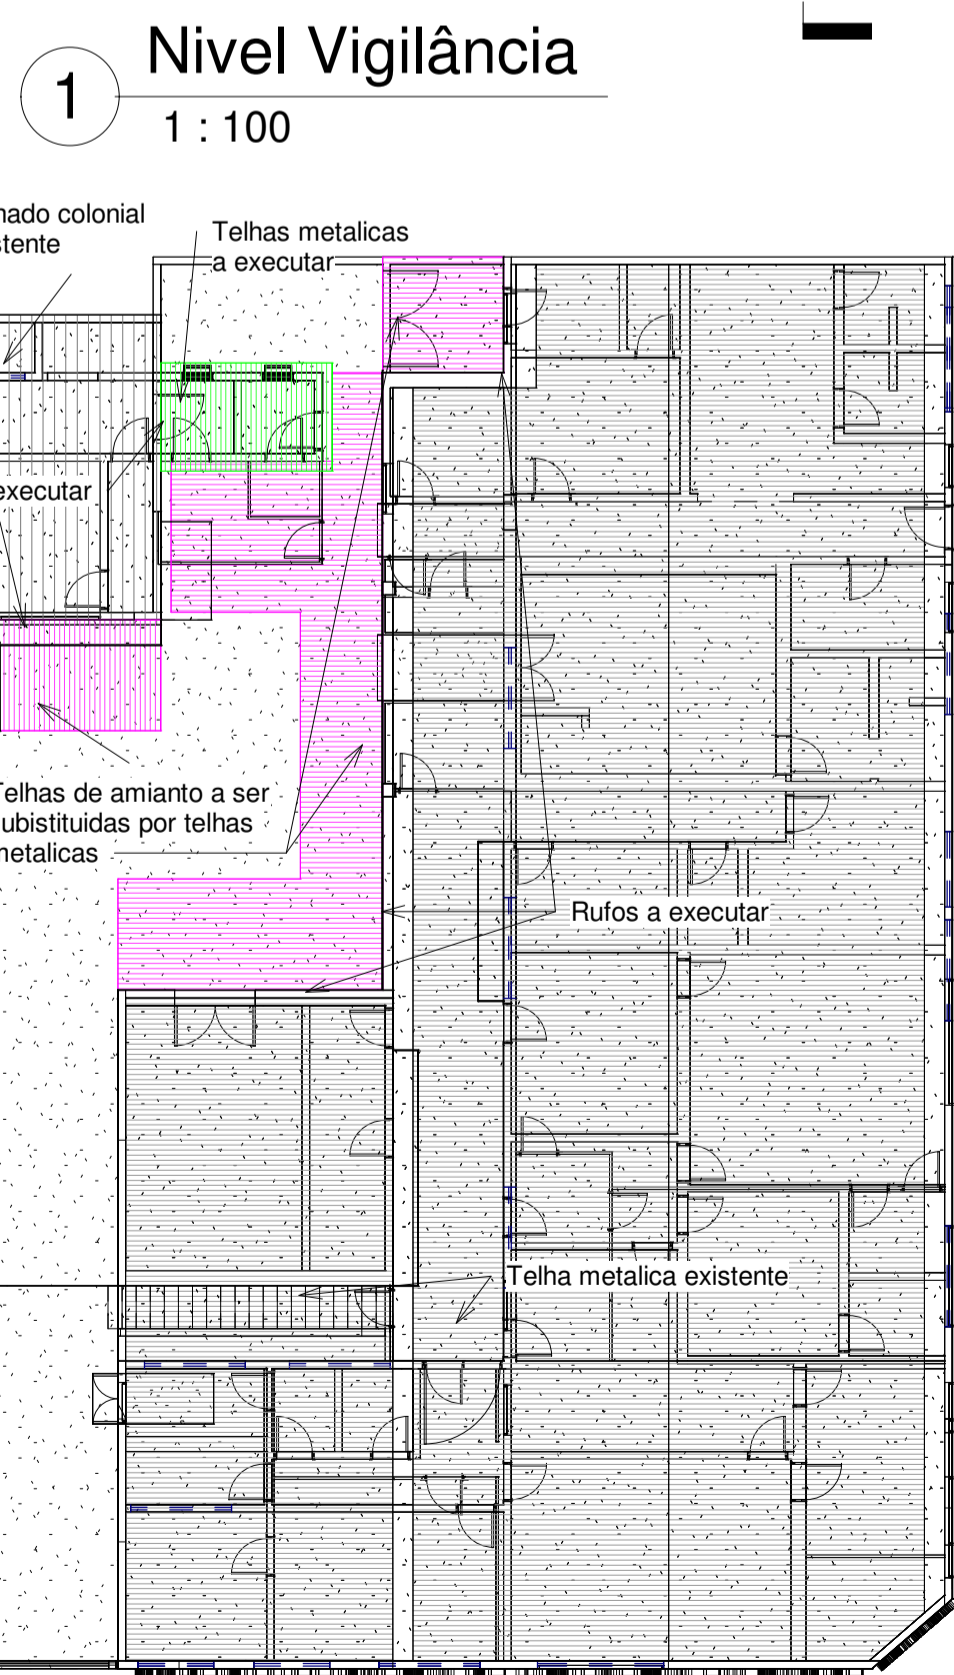 Nivel Vigilância
1
1 : 100
nado colonial
stente
Telhas metalicas
a executar
executar
Telhas de amianto a ser
ubistituidas por telhas
metalicas
Rufos a executar
Telha metalica existente